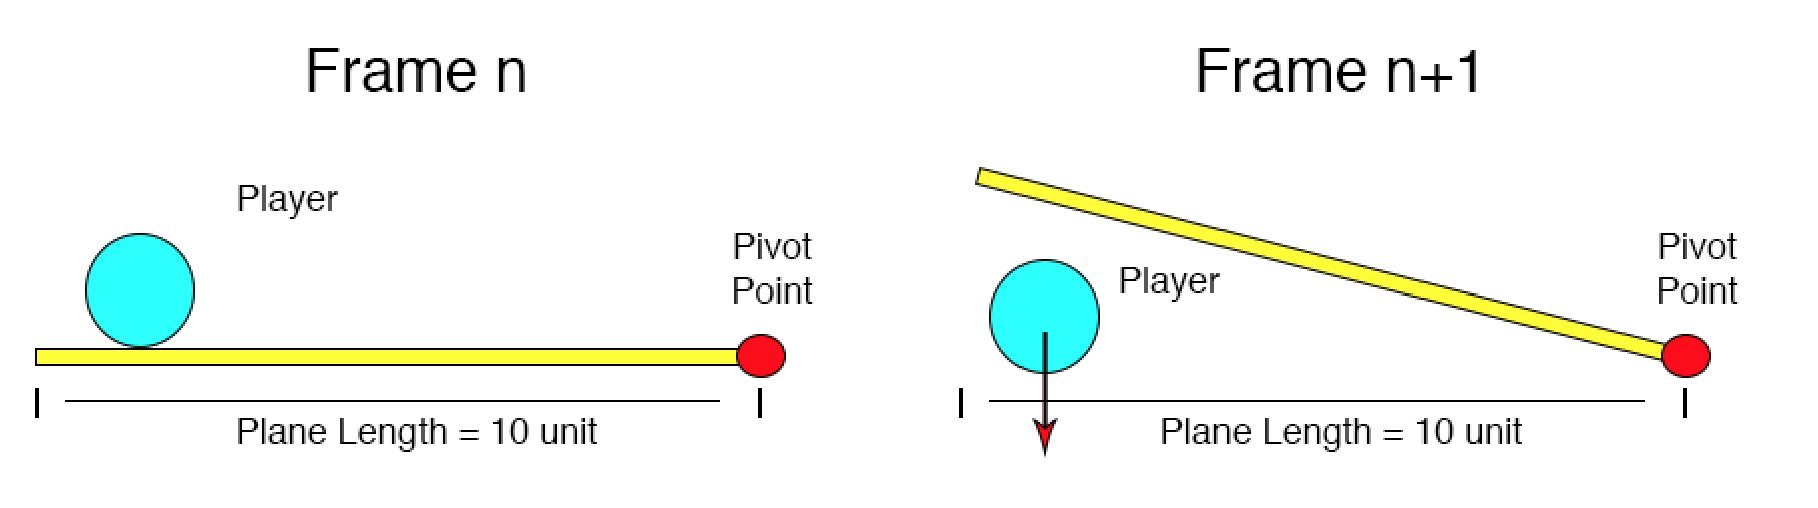 Frame n
Player
Pivot
Point
Plane Length = 10 unit
Frame n+1
Player
Pivot
Point
Plane Length = 10 unit